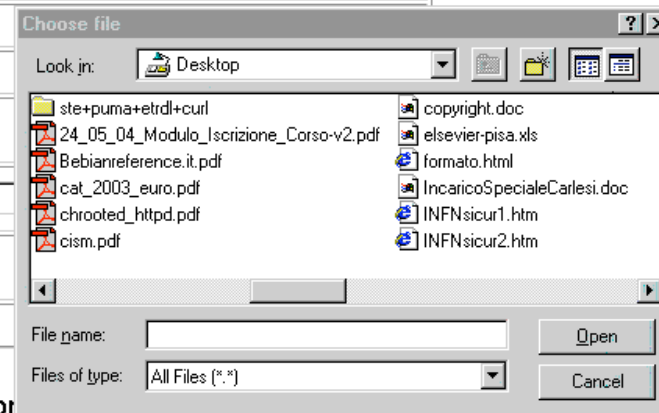 Choose file
Look in: Desktop
ste+puma+etrdl+curl
24_05_04_Modulo_Iscrizione_Corso-v2.pdf
Bebianreference.it.pdf
cat_2003_euro.pdf
chrooted_httpd.pdf
cism.pdf
copyright.doc
elsevier-pisa.xls
formato.html
IncaricoSpecialeCarlesi.doc
INFNsicur1.htm
INFNsicur2.htm
File name: Open
Files of type: All Files (*.*) Cancel